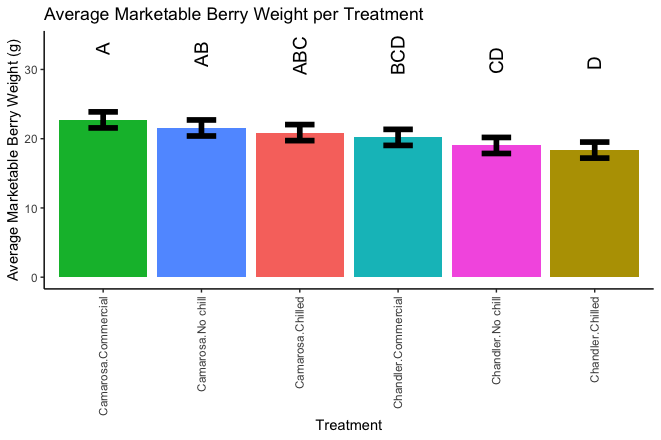 Average Marketable Berry Weight per Treatment
Average Marketable Berry Weight (g)
30
20
10
0
A
AB
ABC
BCD
CD
D
Camarosa.Commercial
Camarosa.No chill
Camarosa.Chilled
Chandler.Commercial
Chandler.No chill
Chandler.Chilled
Treatment